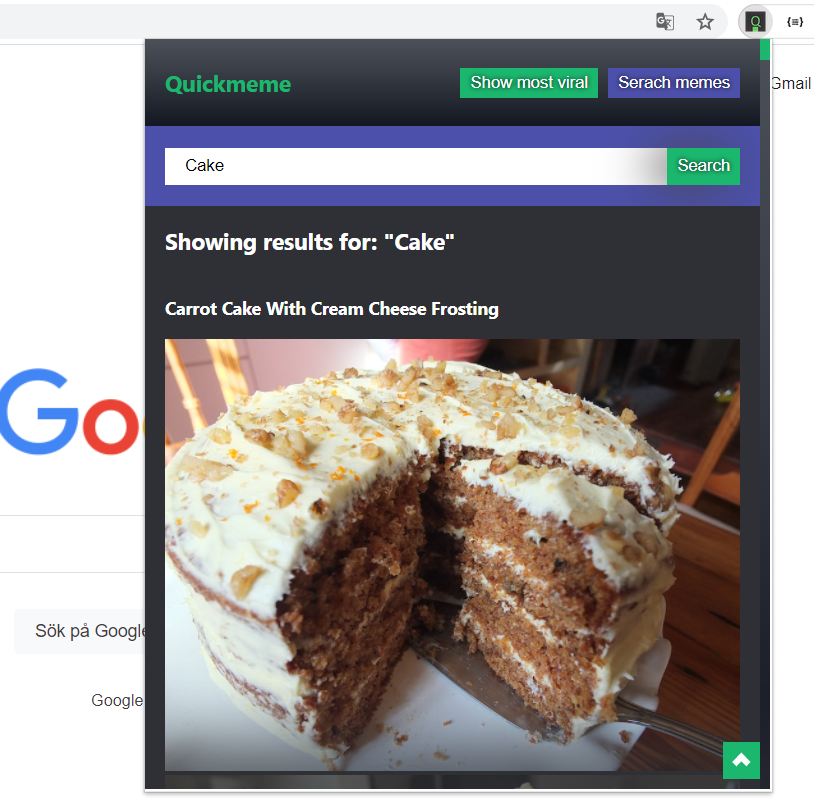 Quickmeme
Show most viral
Serach memes
Gmail
Cake
Search
Showing results for: "Cake"
Carrot Cake With Cream Cheese Frosting
Go
Sök på Google
Google